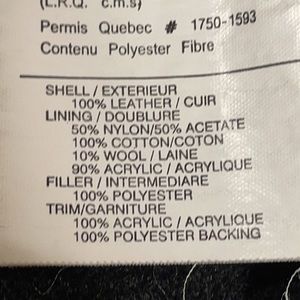 (L.R.Q. c.m.s)
Permis Quebec # 1750-1593
Contenu Polyester Fibre
SHELL / EXTERIEUR
100% LEATHER / CUIR
LINING / DOUBLURE
50% NYLON/50% ACETATE
100% COTTON/COTON
10% WOOL / LAINE
90% ACRYLIC / ACRYLIQUE
FILLER / INTERMEDIARE
100% POLYESTER
TRIM/GARNITURE
100% ACRYLIC / ACRYLIQUE
100% POLYESTER BACKING